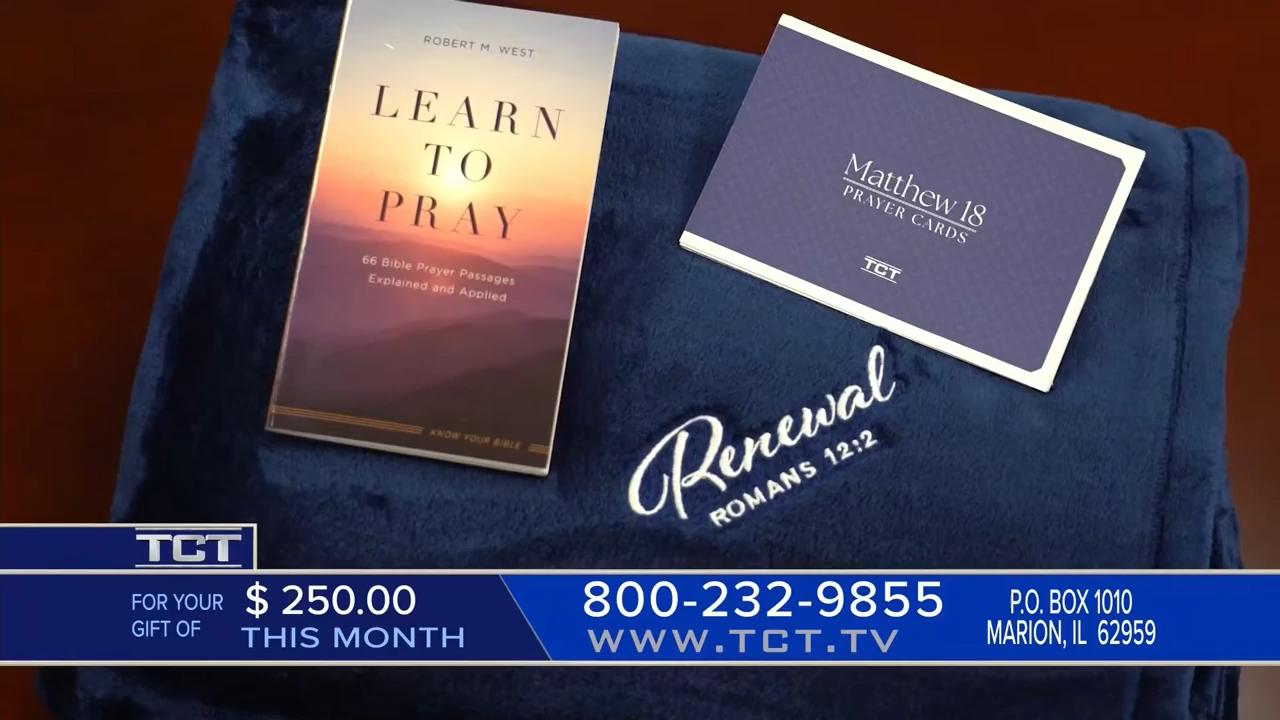 ROBERT M. WEST
LEARN
TO
PRAY
66 Bible Prayer Passages
Explained and Applied
KNOW YOUR BIBLE
Matthew 18
PRAYER CARDS
TCT
Renewal
ROMANS 12:2
TCT
FOR YOUR
GIFT OF
$ 250.00
THIS MONTH
800-232-9855
WWW.TCT.TV
P.O. BOX 1010
MARION, IL 62959